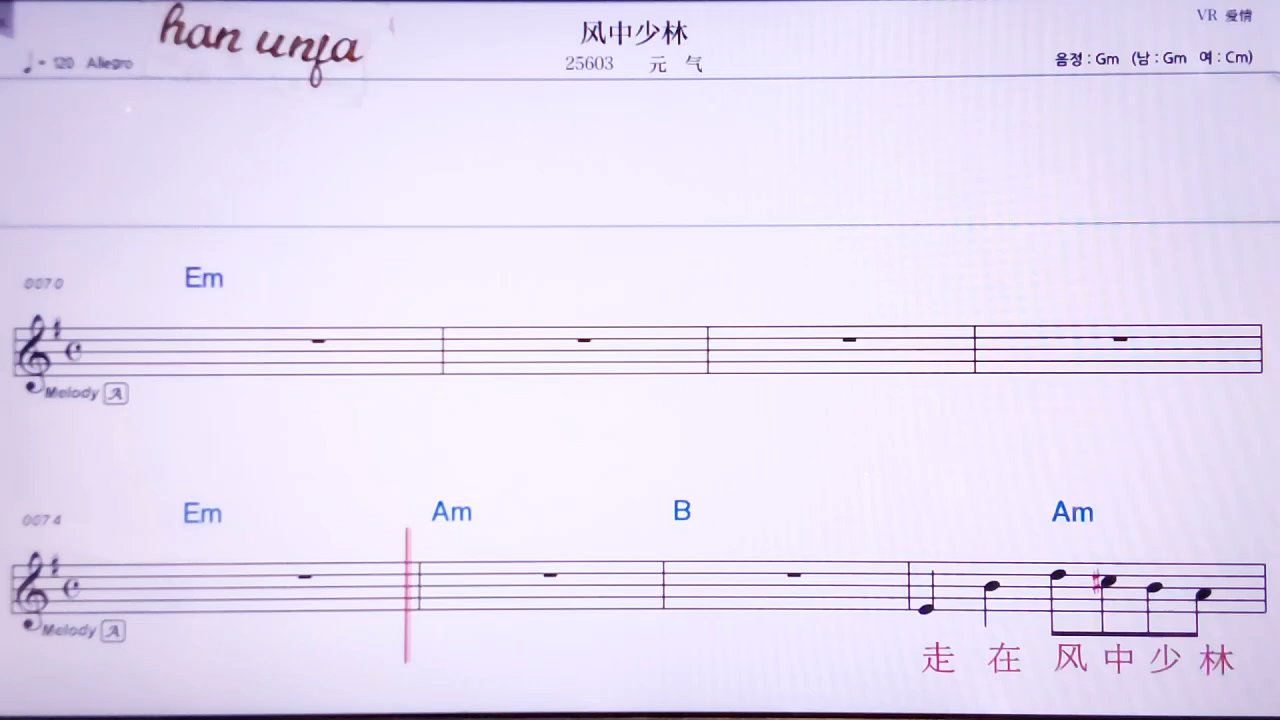 han unfa
风中少林
VR 爱情
♩= 120 Allegro
25603 元 气
음정 : Gm (남 : Gm 여 : Cm)
0070
Em
Melody A
0074
Em Am B Am
Melody A
走 在 风 中 少 林